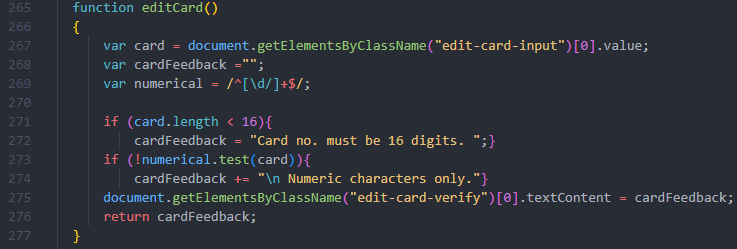 265 function editCard()
266 {
267 var card = document.getElementsByClassName("edit-card-input")[0].value;
268 var cardFeedback ="";
269 var numerical = /^[\d/]+$/;
270
271 if (card.length < 16){
272 cardFeedback = "Card no. must be 16 digits. ";}
273 if (!numerical.test(card)){
274 cardFeedback += "\n Numeric characters only."}
275 document.getElementsByClassName("edit-card-verify")[0].textContent = cardFeedback;
276 return cardFeedback;
277 }